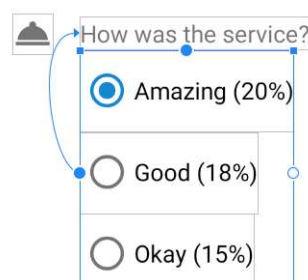 How was the service?
Amazing (20%)
Good (18%)
Okay (15%)